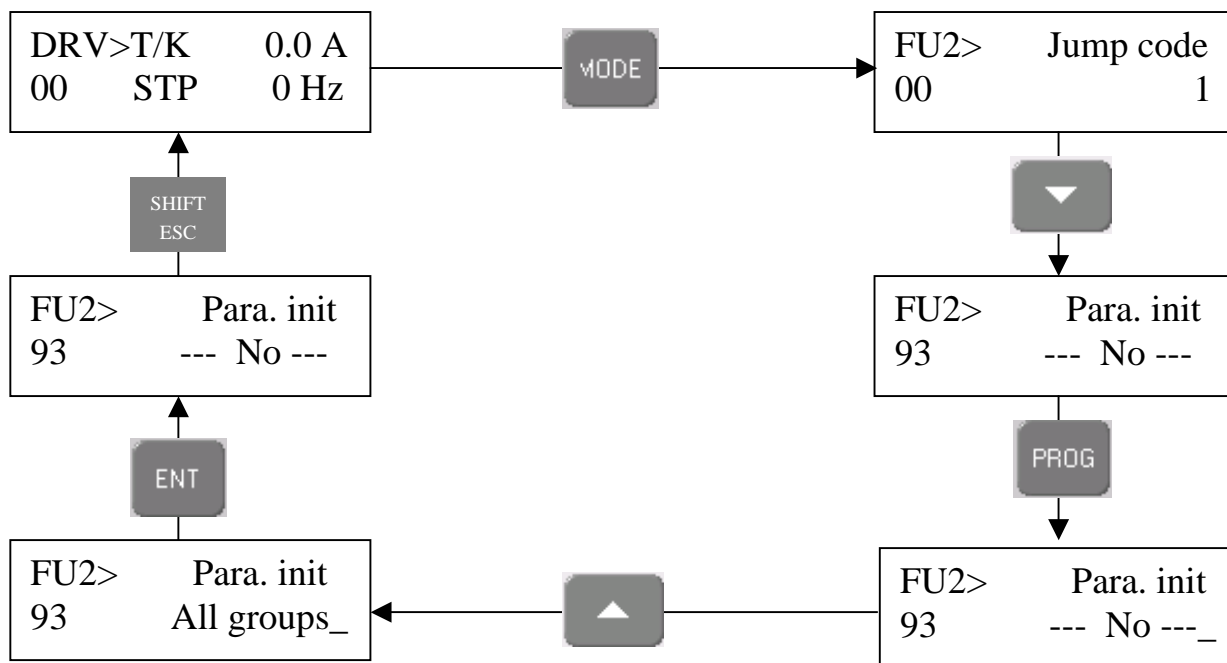 DRV>T/K 0.0 A
00 STP 0 Hz
MODE
FU2> Jump code
00 1
SHIFT
ESC
FU2> Para. init
93 --- No ---
FU2> Para. init
93 --- No ---
ENT
PROG
FU2> Para. init
93 All groups_
FU2> Para. init
93 --- No ---_